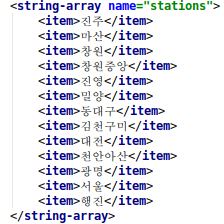 <string-array name="stations">
<item>진주</item>
<item>마산</item>
<item>창원</item>
<item>창원중앙</item>
<item>진영</item>
<item>밀양</item>
<item>동대구</item>
<item>김천구미</item>
<item>대전</item>
<item>천안아산</item>
<item>광명</item>
<item>서울</item>
<item>행진</item>
</string-array>